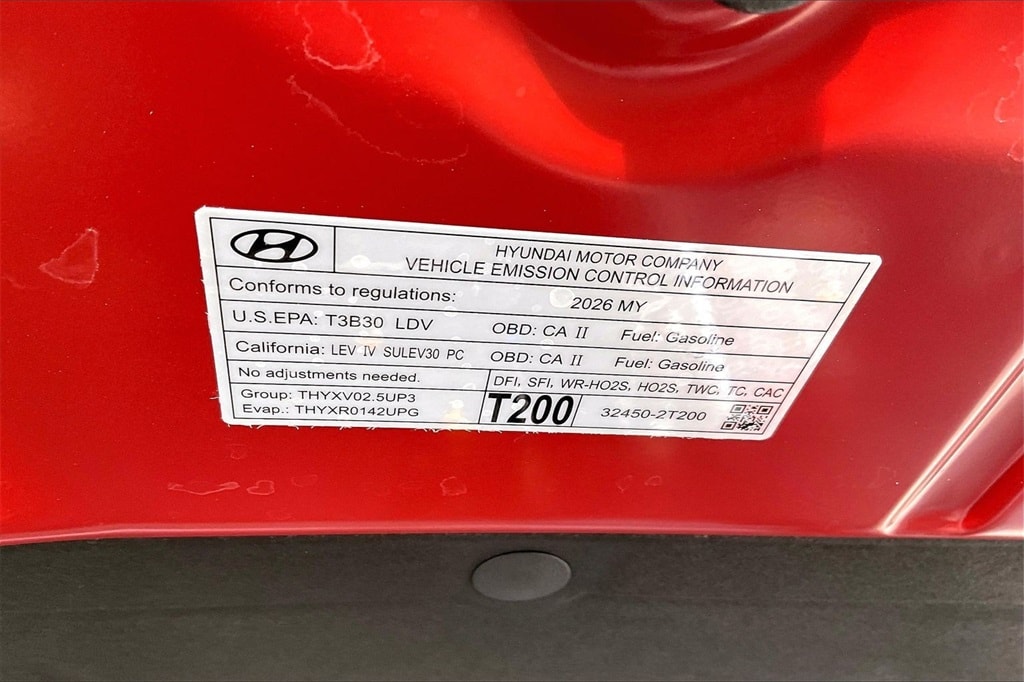 HYUNDAI MOTOR COMPANY
VEHICLE EMISSION CONTROL INFORMATION
Conforms to regulations: 2026 MY
U.S.EPA: T3B30 LDV OBD: CA II Fuel: Gasoline
California: LEV IV SULEV30 PC OBD: CA II Fuel: Gasoline
No adjustments needed. DFI, SFI, WR-HO2S, HO2S, TWC, TC, CAC
Group: THYXV02.5UP3
Evap.: THYXR0142UPG
T200 32450-2T200